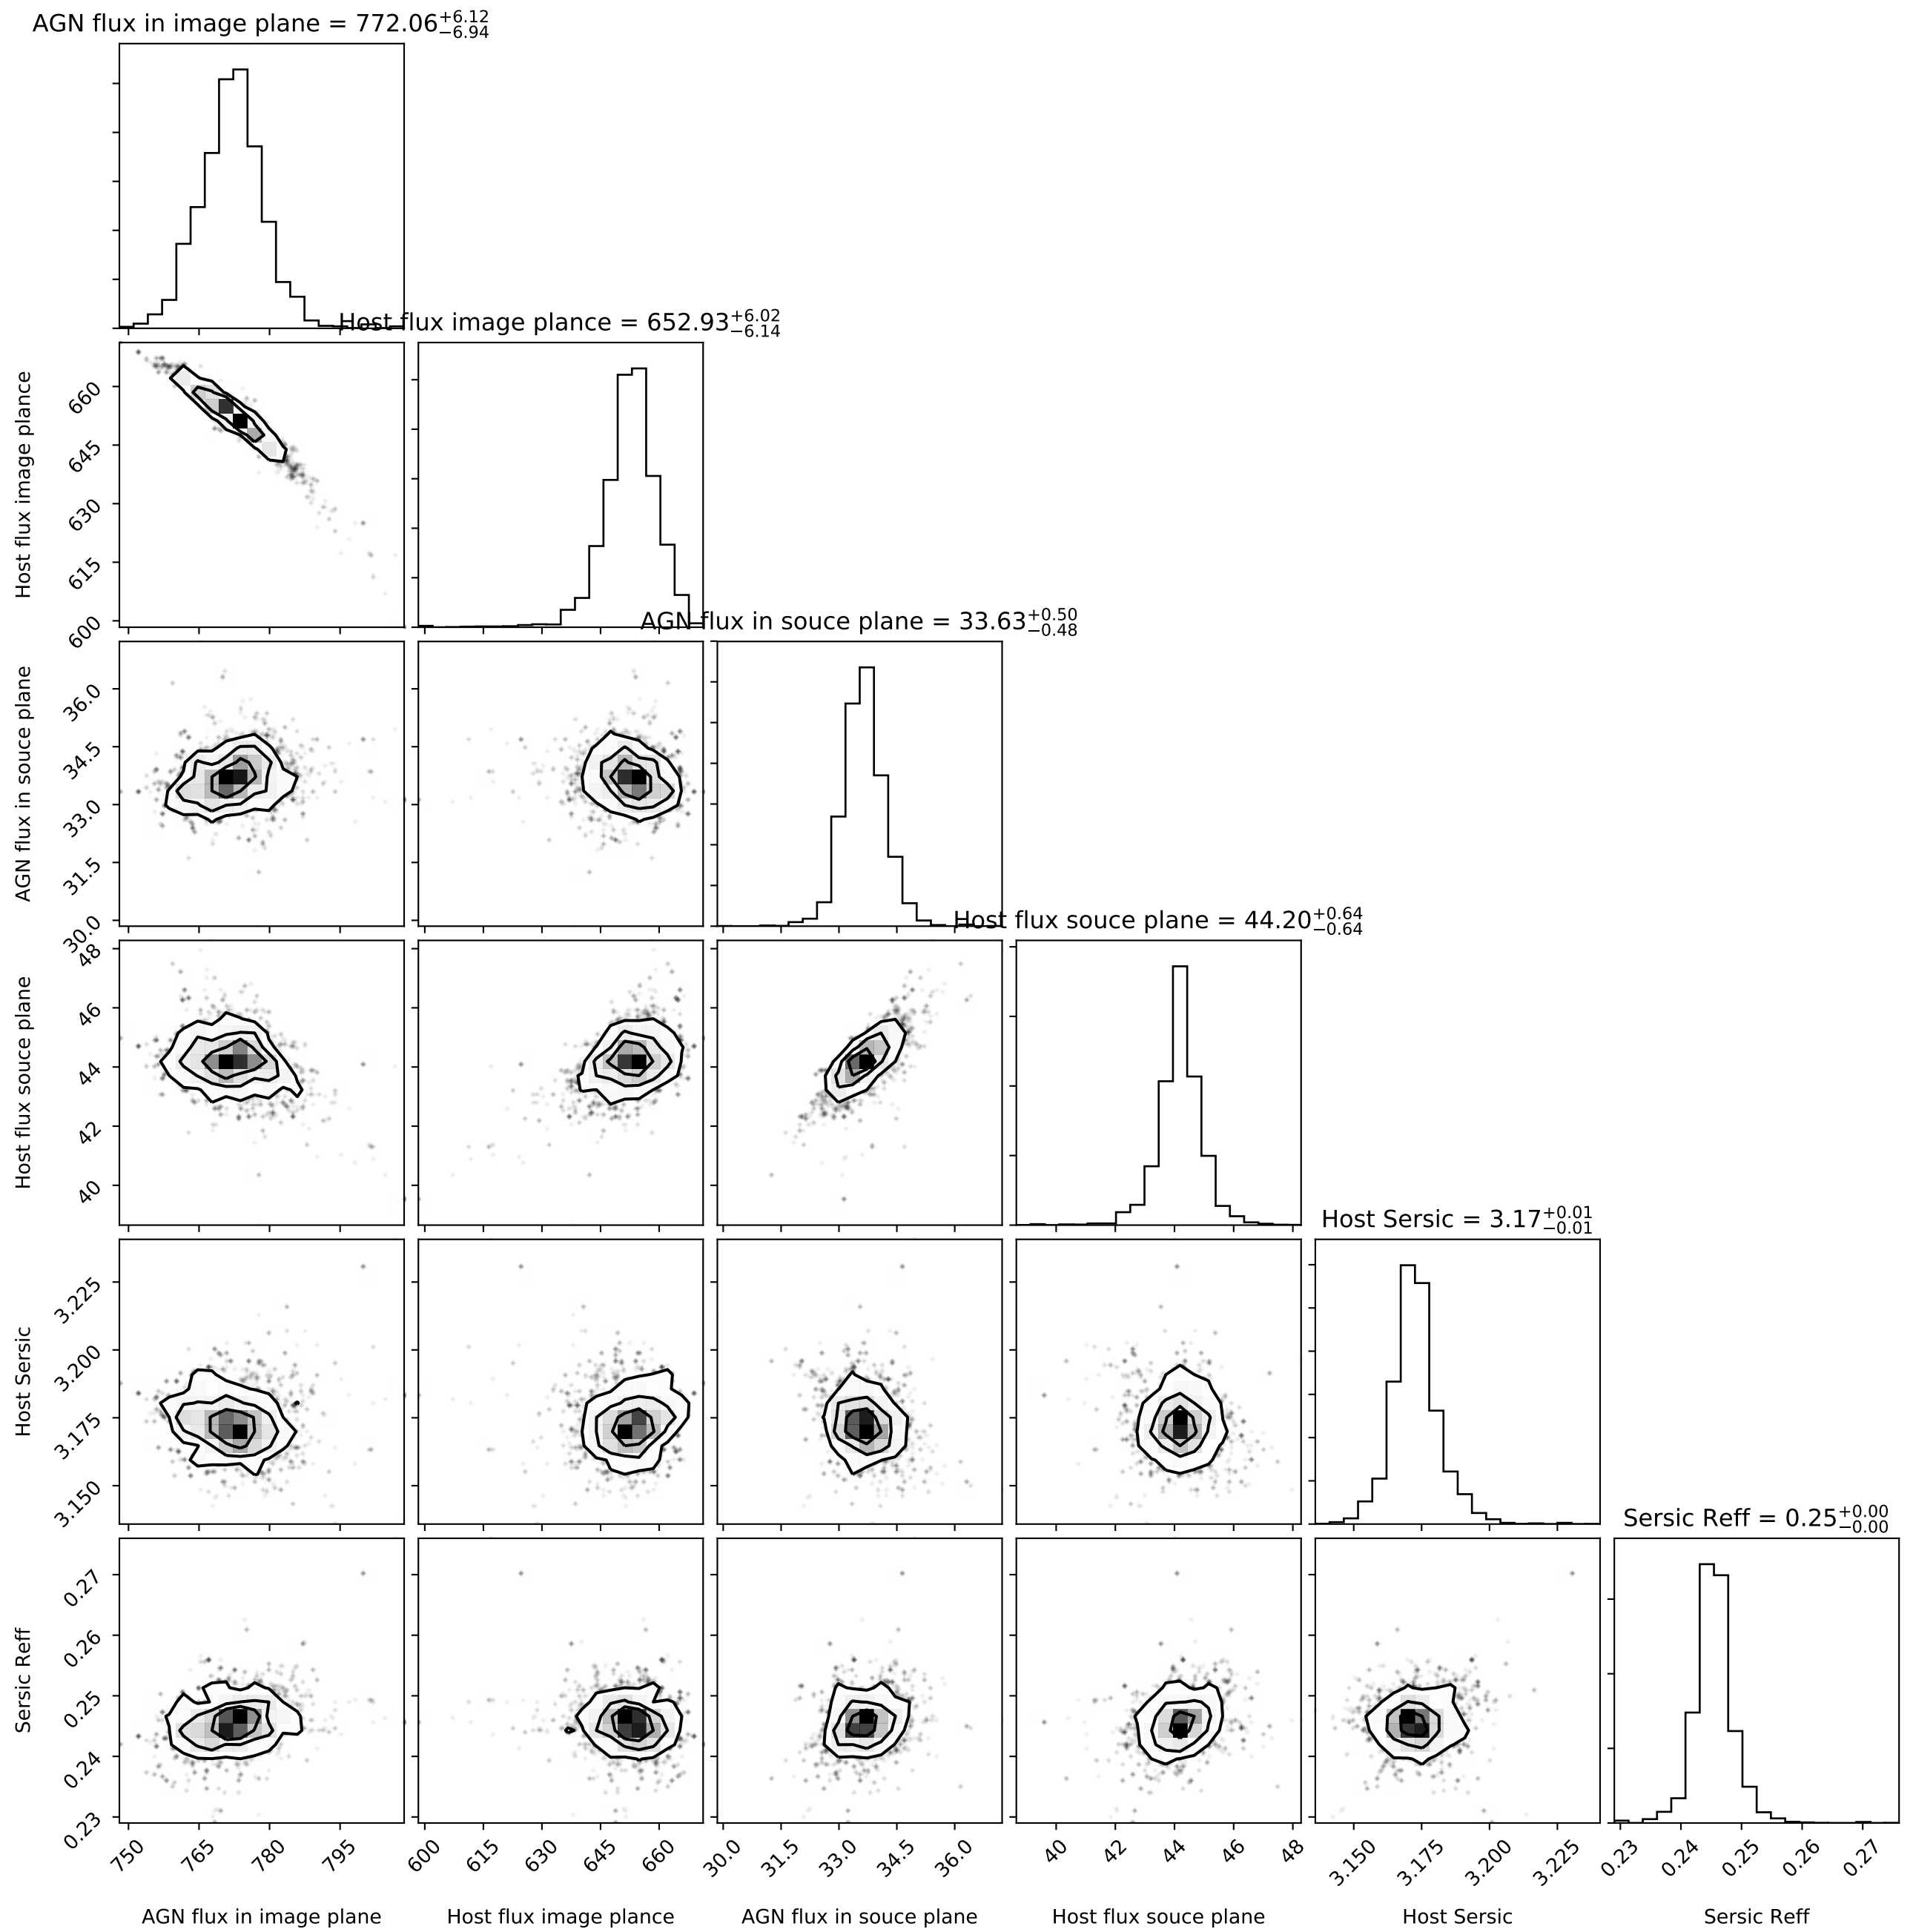 AGN flux in image plane = 772.06 +6.12 −6.94
Host flux image plance = 652.93 +6.02 −6.14
Host flux image plance
660
645
630
615
600
AGN flux in souce plane = 33.63 +0.50 −0.48
AGN flux in souce plane
36.0
34.5
33.0
31.5
30.0
Host flux souce plane = 44.20 +0.64 −0.64
Host flux souce plane
48
46
44
42
40
Host Sersic = 3.17 +0.01 −0.01
Host Sersic
3.225
3.200
3.175
3.150
Sersic Reff = 0.25 +0.00 −0.00
Sersic Reff
0.27
0.26
0.25
0.24
0.23
750 765 780 795 600 615 630 645 660 30.0 31.5 33.0 34.5 36.0 40 42 44 46 48 3.150 3.175 3.200 3.225 0.23 0.24 0.25 0.26 0.27
AGN flux in image plane Host flux image plance AGN flux in souce plane Host flux souce plane Host Sersic Sersic Reff